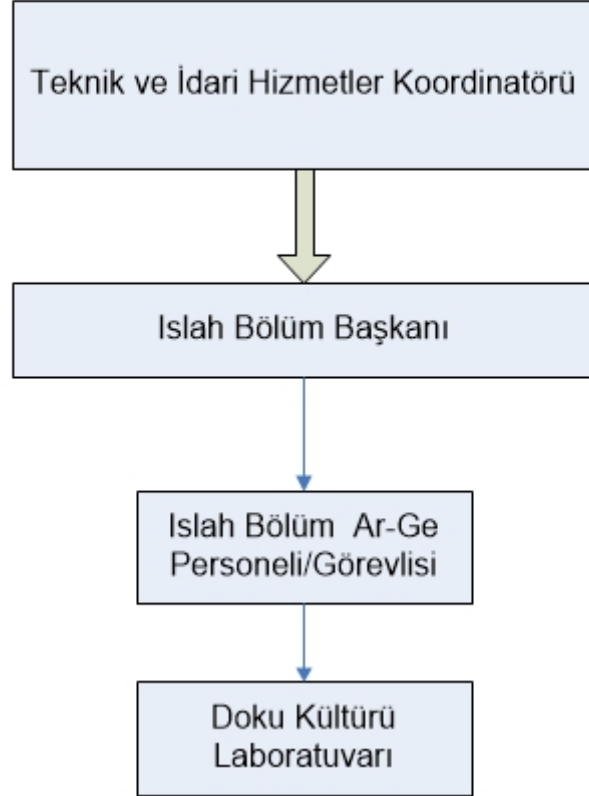 Teknik ve İdari Hizmetler Koordinatörü
Islah Bölüm Başkanı
Islah Bölüm Ar-Ge
Personeli/Görevlisi
Doku Kültürü
Laboratuvarı